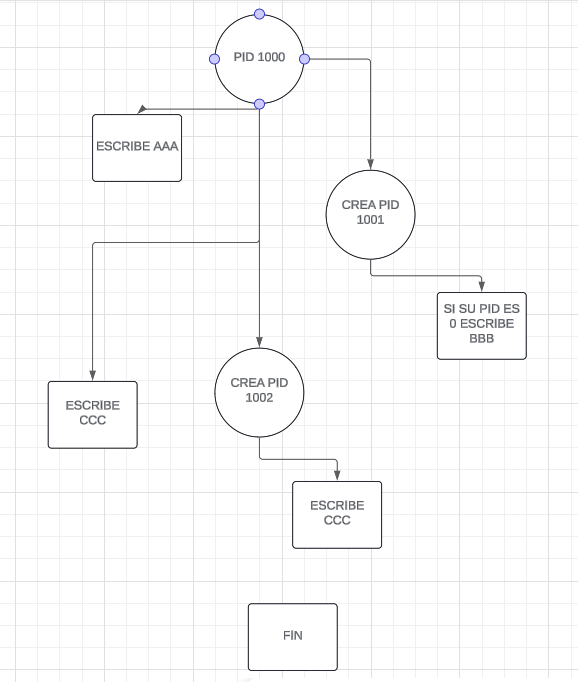 PID 1000
ESCRIBE AAA
CREA PID
1001
SI SU PID ES
0 ESCRIBE
BBB
CREA PID
1002
ESCRIBE
CCC
ESCRIBE
CCC
FIN